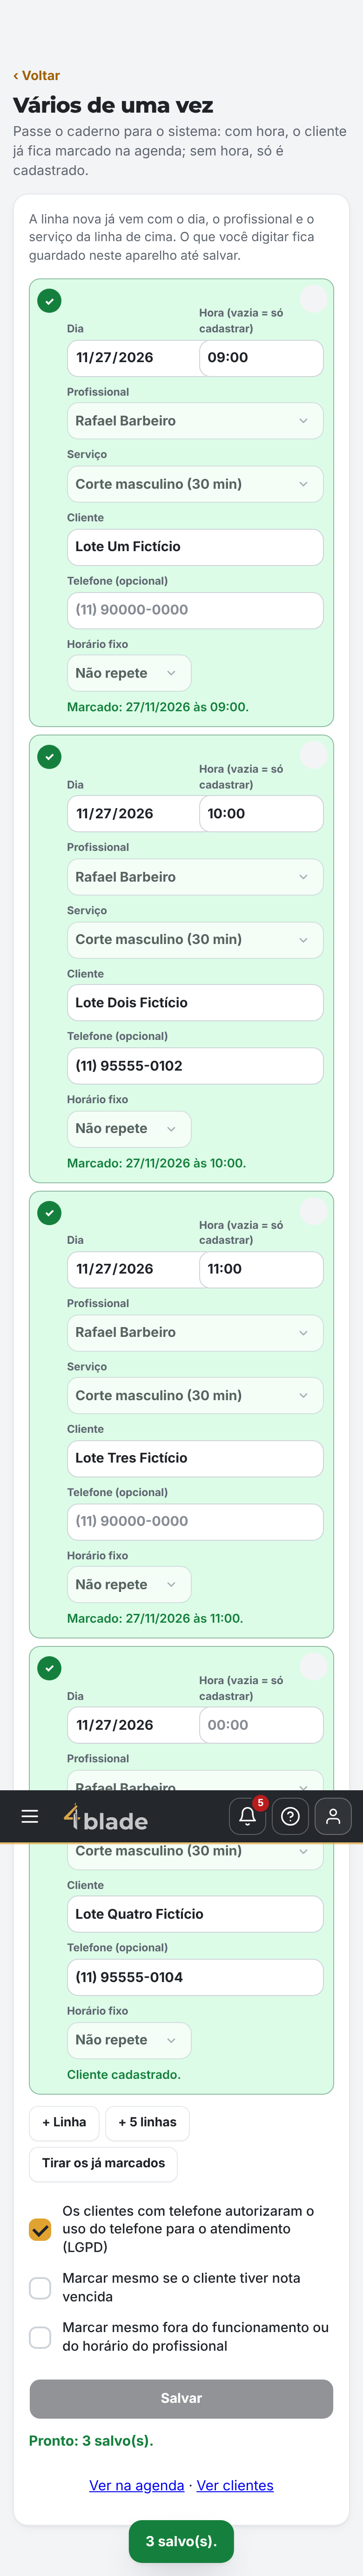 ‹ Voltar
Vários de uma vez
Passe o caderno para o sistema: com hora, o cliente
já fica marcado na agenda; sem hora, só é
cadastrado.
A linha nova já vem com o dia, o profissional e o
serviço da linha de cima. O que você digitar fica
guardado neste aparelho até salvar.
Dia
Hora (vazia = só
cadastrar)
11/27/2026
09:00
Profissional
Rafael Barbeiro
Serviço
Corte masculino (30 min)
Cliente
Lote Um Fictício
Telefone (opcional)
(11) 90000-0000
Horário fixo
Não repete
Marcado: 27/11/2026 às 09:00.
Dia
Hora (vazia = só
cadastrar)
11/27/2026
10:00
Profissional
Rafael Barbeiro
Serviço
Corte masculino (30 min)
Cliente
Lote Dois Fictício
Telefone (opcional)
(11) 95555-0102
Horário fixo
Não repete
Marcado: 27/11/2026 às 10:00.
Dia
Hora (vazia = só
cadastrar)
11/27/2026
11:00
Profissional
Rafael Barbeiro
Serviço
Corte masculino (30 min)
Cliente
Lote Tres Fictício
Telefone (opcional)
(11) 90000-0000
Horário fixo
Não repete
Marcado: 27/11/2026 às 11:00.
Dia
Hora (vazia = só
cadastrar)
11/27/2026
00:00
Profissional
Rafael Barbeiro
4blade
5
Corte masculino (30 min)
Cliente
Lote Quatro Fictício
Telefone (opcional)
(11) 95555-0104
Horário fixo
Não repete
Cliente cadastrado.
+ Linha
+ 5 linhas
Tirar os já marcados
Os clientes com telefone autorizaram o
uso do telefone para o atendimento
(LGPD)
Marcar mesmo se o cliente tiver nota
vencida
Marcar mesmo fora do funcionamento ou
do horário do profissional
Salvar
Pronto: 3 salvo(s).
Ver na agenda · Ver clientes
3 salvo(s).